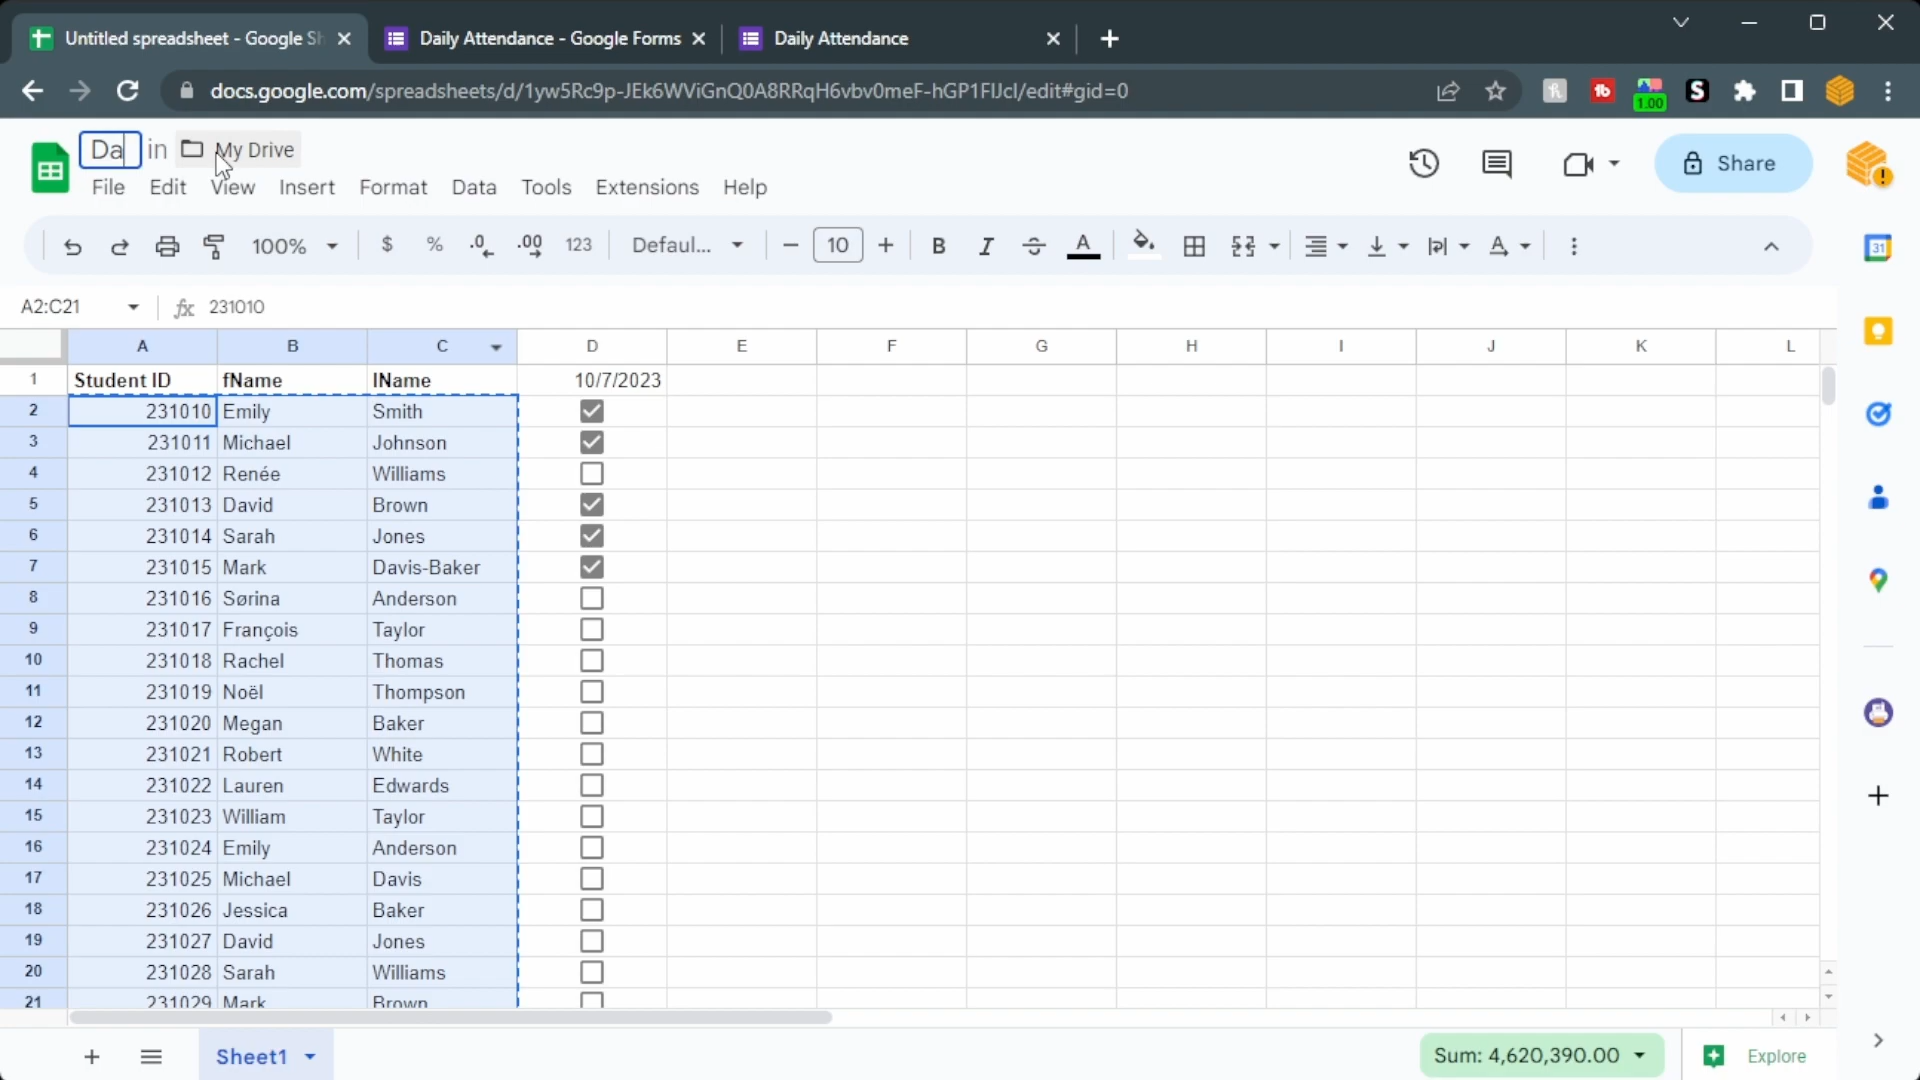 Untitled spreadsheet - Google Sh
Daily Attendance - Google Forms
Daily Attendance
docs.google.com/spreadsheets/d/1yw5Rc9p-JEk6WViGnQ0A8RRqH6vbv0meF-hGP1FIJcI/edit#gid=0
1.00
Da in My Drive
File Edit View Insert Format Data Tools Extensions Help
Share
100% $ % .0 .00 123 Defaul... 10 B I A A
A2:C21 fx 231010
A B C D E F G H I J K L
1 Student ID fName lName 10/7/2023
2 231010 Emily Smith
3 231011 Michael Johnson
4 231012 Renée Williams
5 231013 David Brown
6 231014 Sarah Jones
7 231015 Mark Davis-Baker
8 231016 Sørina Anderson
9 231017 François Taylor
10 231018 Rachel Thomas
11 231019 Noël Thompson
12 231020 Megan Baker
13 231021 Robert White
14 231022 Lauren Edwards
15 231023 William Taylor
16 231024 Emily Anderson
17 231025 Michael Davis
18 231026 Jessica Baker
19 231027 David Jones
20 231028 Sarah Williams
21 231029 Mark Brown
Sheet1
Sum: 4,620,390.00
Explore
31